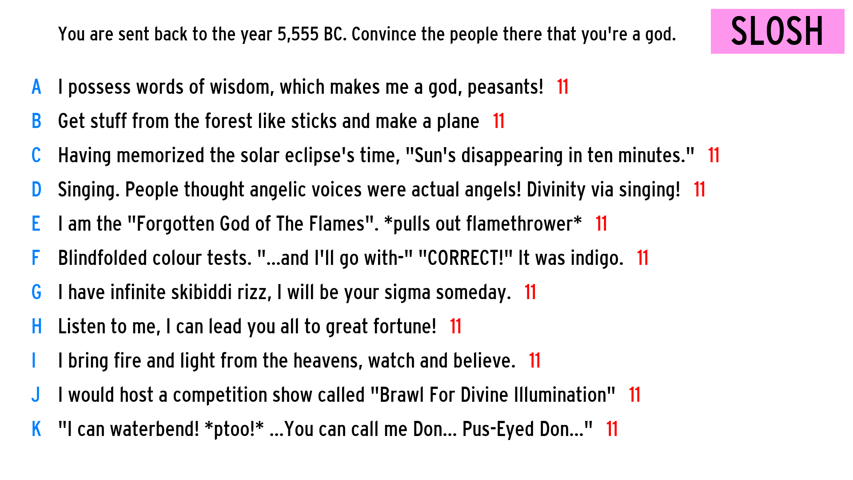 You are sent back to the year 5,555 BC. Convince the people there that you're a god.
SLOSH
A I possess words of wisdom, which makes me a god, peasants! 11
B Get stuff from the forest like sticks and make a plane 11
C Having memorized the solar eclipse's time, "Sun's disappearing in ten minutes." 11
D Singing. People thought angelic voices were actual angels! Divinity via singing! 11
E I am the "Forgotten God of The Flames". *pulls out flamethrower* 11
F Blindfolded colour tests. "...and I'll go with-" "CORRECT!" It was indigo. 11
G I have infinite skibiddi rizz, I will be your sigma someday. 11
H Listen to me, I can lead you all to great fortune! 11
I I bring fire and light from the heavens, watch and believe. 11
J I would host a competition show called "Brawl For Divine Illumination" 11
K "I can waterbend! *ptoo!* ...You can call me Don... Pus-Eyed Don..." 11